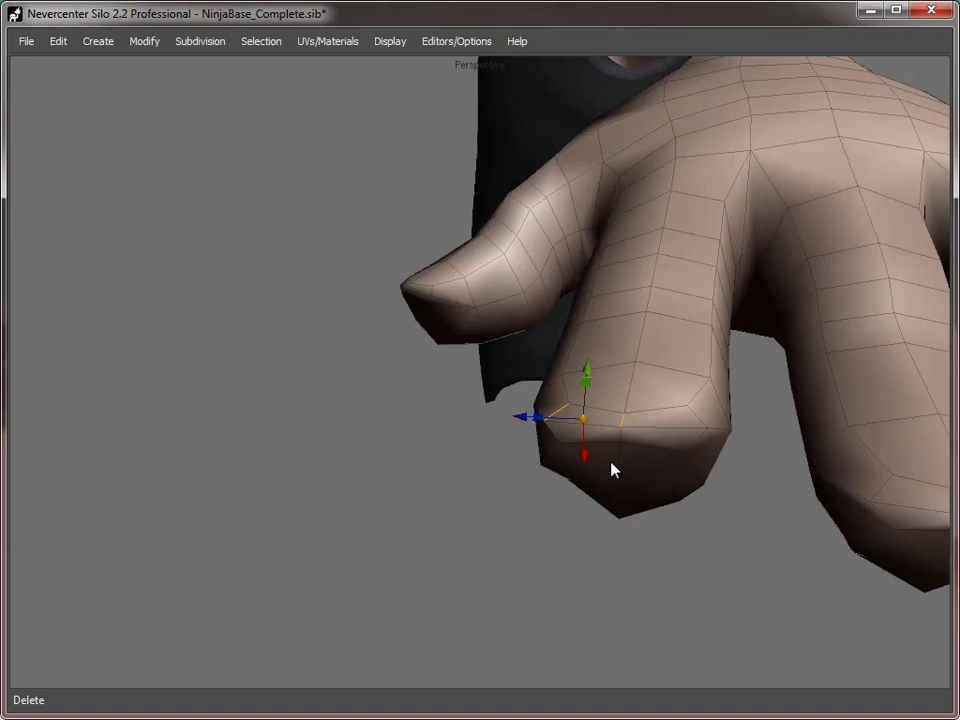 Nevercenter Silo 2.2 Professional - NinjaBase_Complete.sib*
File Edit Create Modify Subdivision Selection UVs/Materials Display Editors/Options Help
Perspective
Delete